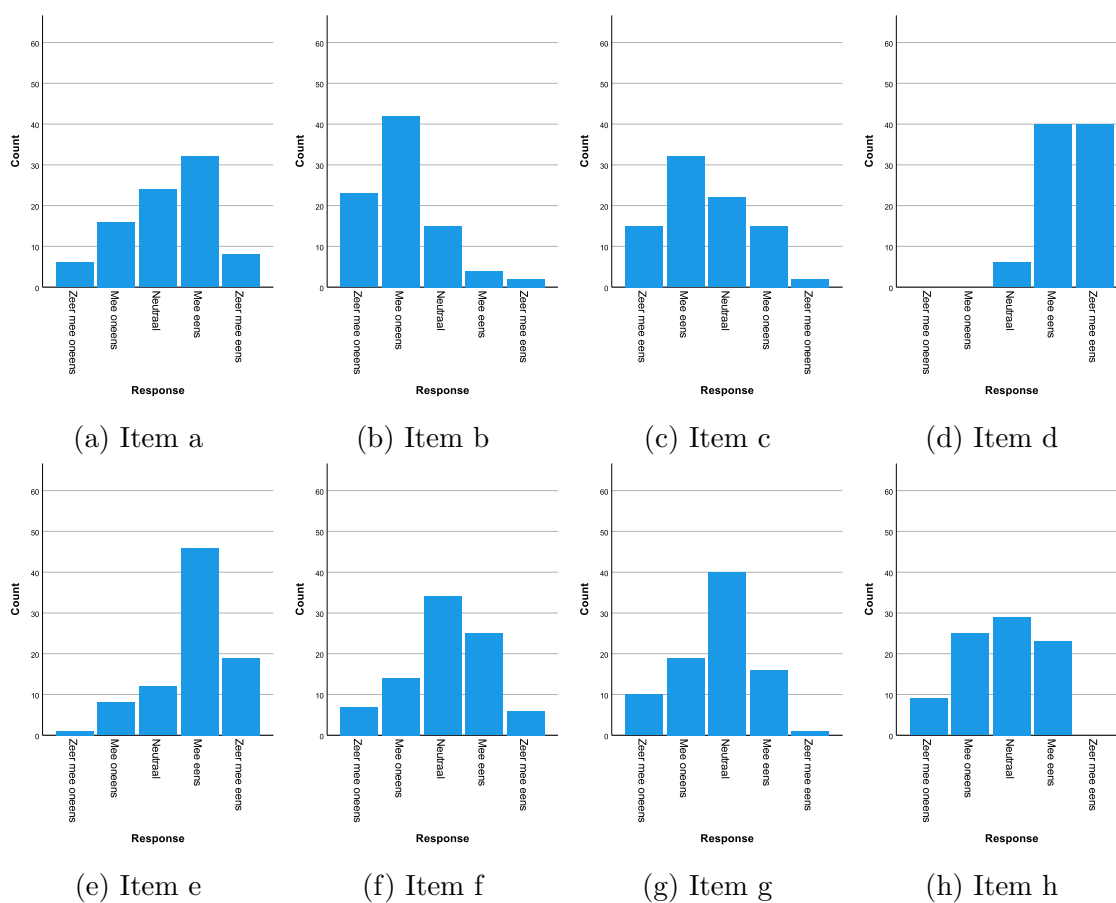 60
50
40
30
20
10
0
Count
Zeer mee oneens
Mee oneens
Neutraal
Mee eens
Zeer mee eens
Response
(a) Item a
60
50
40
30
20
10
0
Count
Zeer mee oneens
Mee oneens
Neutraal
Mee eens
Zeer mee eens
Response
(b) Item b
60
50
40
30
20
10
0
Count
Zeer mee oneens
Mee eens
Neutraal
Mee eens
Zeer mee oneens
Response
(c) Item c
60
50
40
30
20
10
0
Count
Zeer mee oneens
Mee oneens
Neutraal
Mee eens
Zeer mee eens
Response
(d) Item d
60
50
40
30
20
10
0
Count
Zeer mee oneens
Mee oneens
Neutraal
Mee eens
Zeer mee eens
Response
(e) Item e
60
50
40
30
20
10
0
Count
Zeer mee oneens
Mee oneens
Neutraal
Mee eens
Zeer mee eens
Response
(f) Item f
60
50
40
30
20
10
0
Count
Zeer mee oneens
Mee oneens
Neutraal
Mee eens
Zeer mee eens
Response
(g) Item g
60
50
40
30
20
10
0
Count
Zeer mee oneens
Mee oneens
Neutraal
Mee eens
Zeer mee eens
Response
(h) Item h